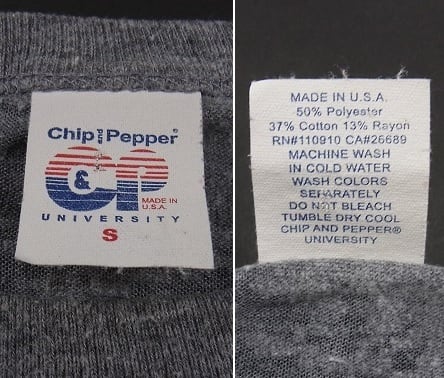 Chip and Pepper®
C&P
MADE IN
U.S.A.
UNIVERSITY
S
MADE IN U.S.A.
50% Polyester
37% Cotton 13% Rayon
RN#110910 CA#26689
MACHINE WASH
IN COLD WATER
WASH COLORS
SEPARATELY
DO NOT BLEACH
TUMBLE DRY COOL
CHIP AND PEPPER®
UNIVERSITY